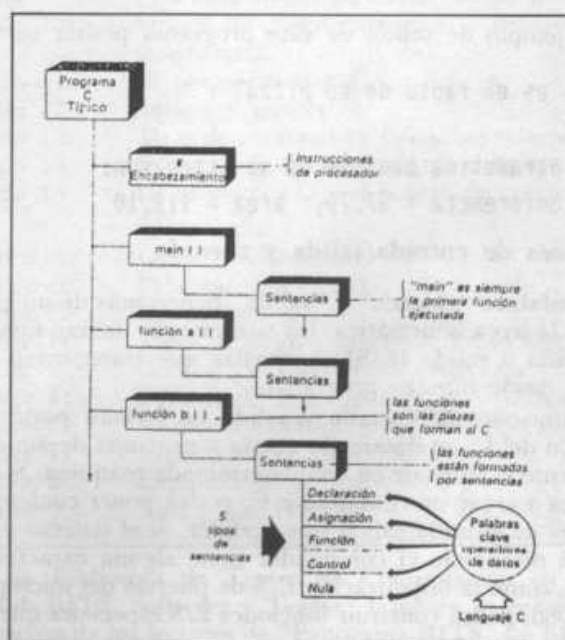 Programa
C
Típico
#
Encabezamiento
Instrucciones
de procesador
main ( )
Sentencias
"main" es siempre
la primera función
ejecutada
función a ( )
Sentencias
las funciones
son las piezas
que forman el C
función b ( )
Sentencias
las funciones
están formadas
por sentencias
5
tipos
de
sentencias
Declaración
Asignación
Función
Control
Nula
Palabras
clave
operaciones
de datos
Lenguaje C